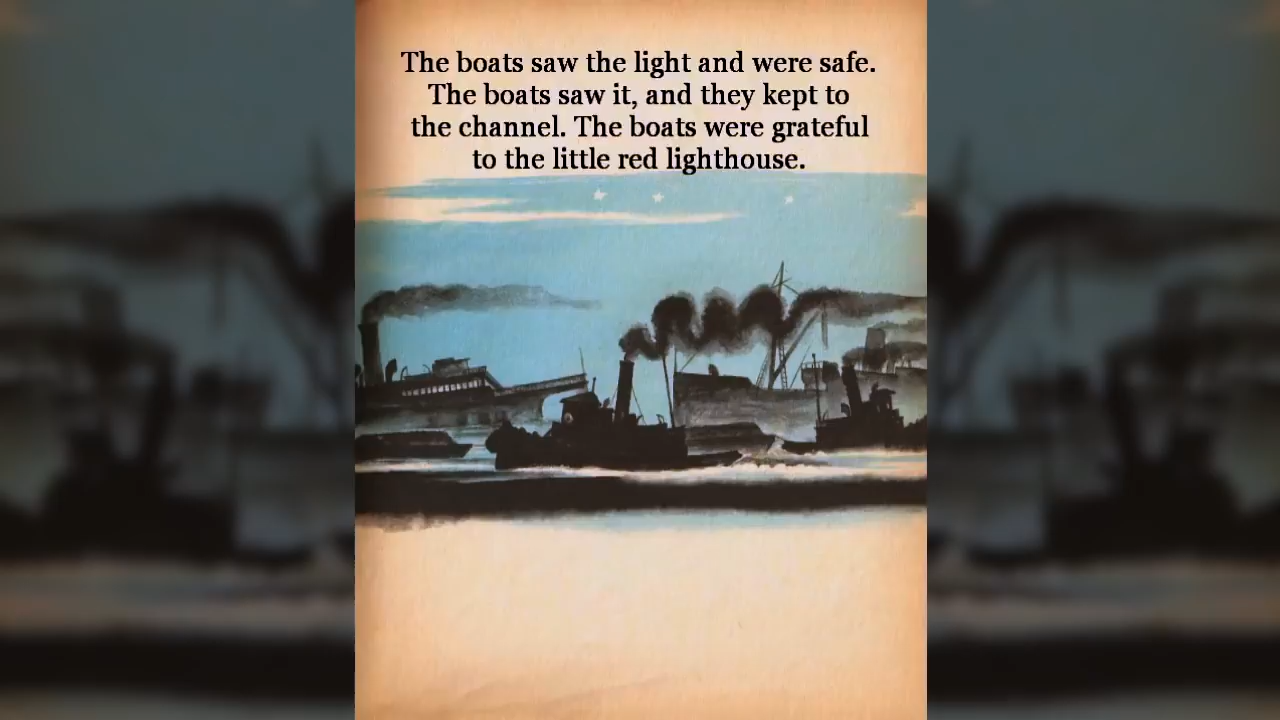 The boats saw the light and were safe.
The boats saw it, and they kept to
the channel. The boats were grateful
to the little red lighthouse.